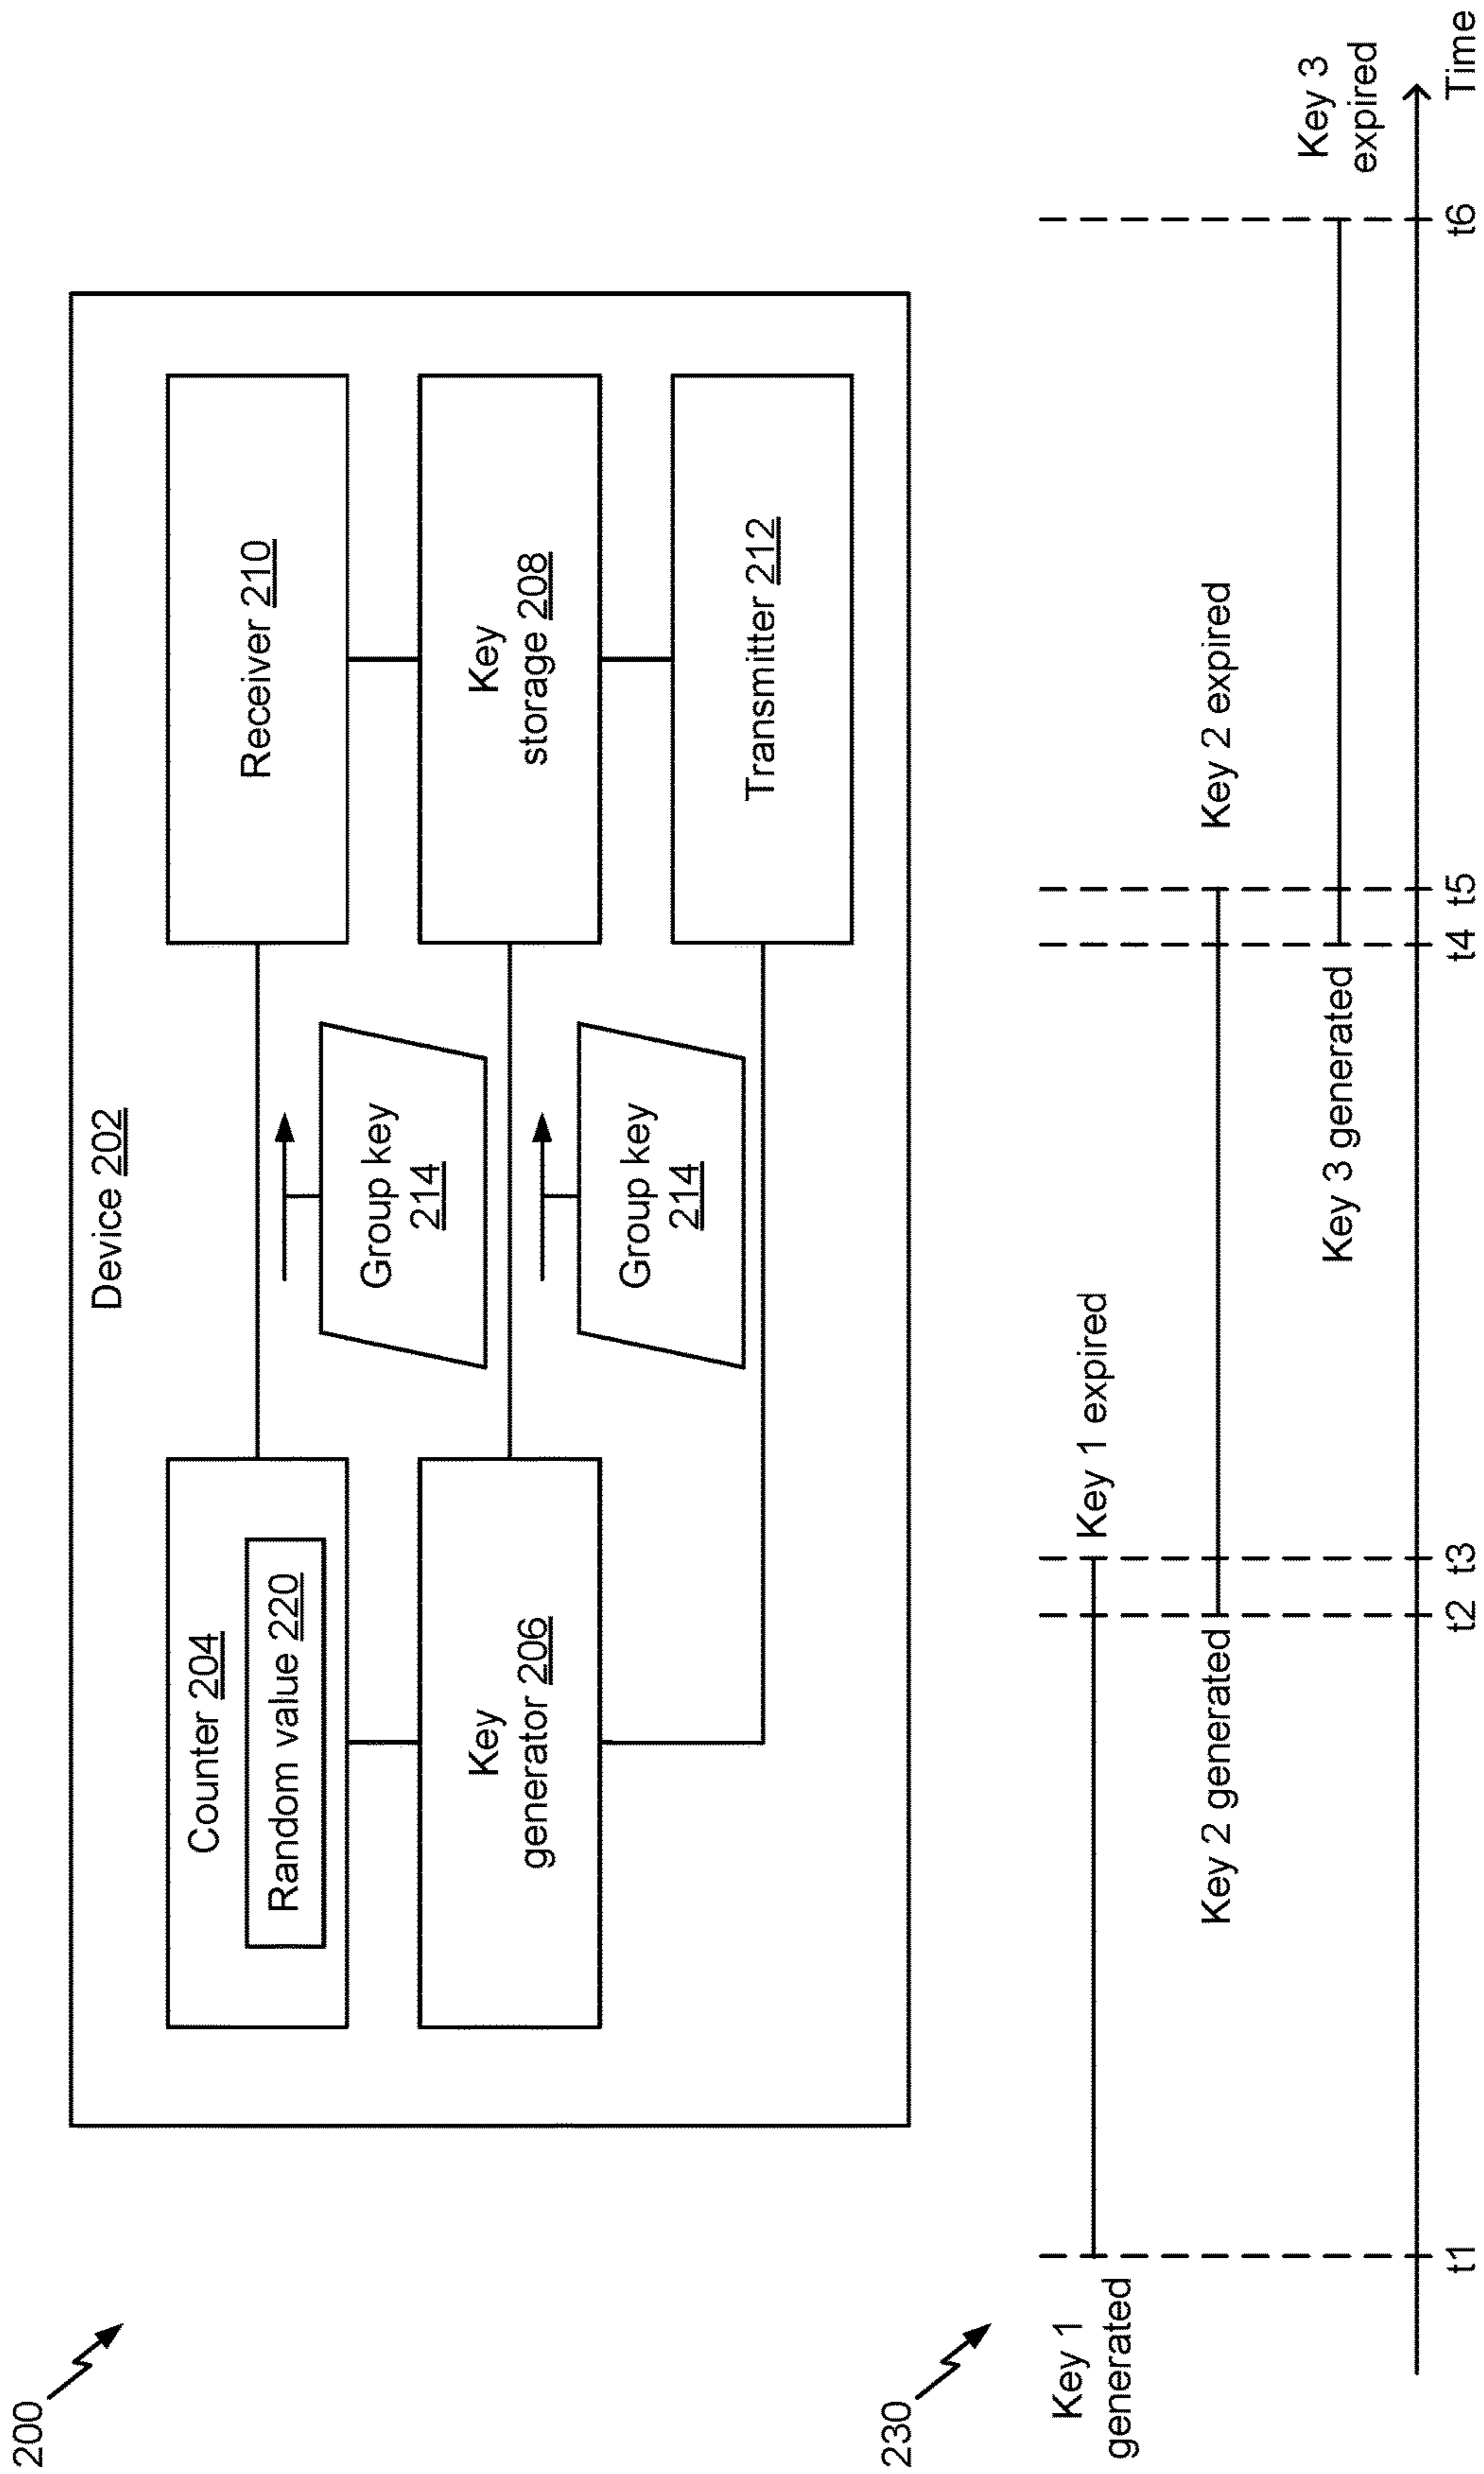 200
Device 202
Counter 204
Random value 220
Receiver 210
Group key
214
Key
generator 206
Key
storage 208
Group key
214
Transmitter 212
230
Key 1
generated
Key 1 expired
Key 2 generated
Key 2 expired
Key 3 generated
Key 3
expired
t1
t2
t3
t4
t5
t6
Time